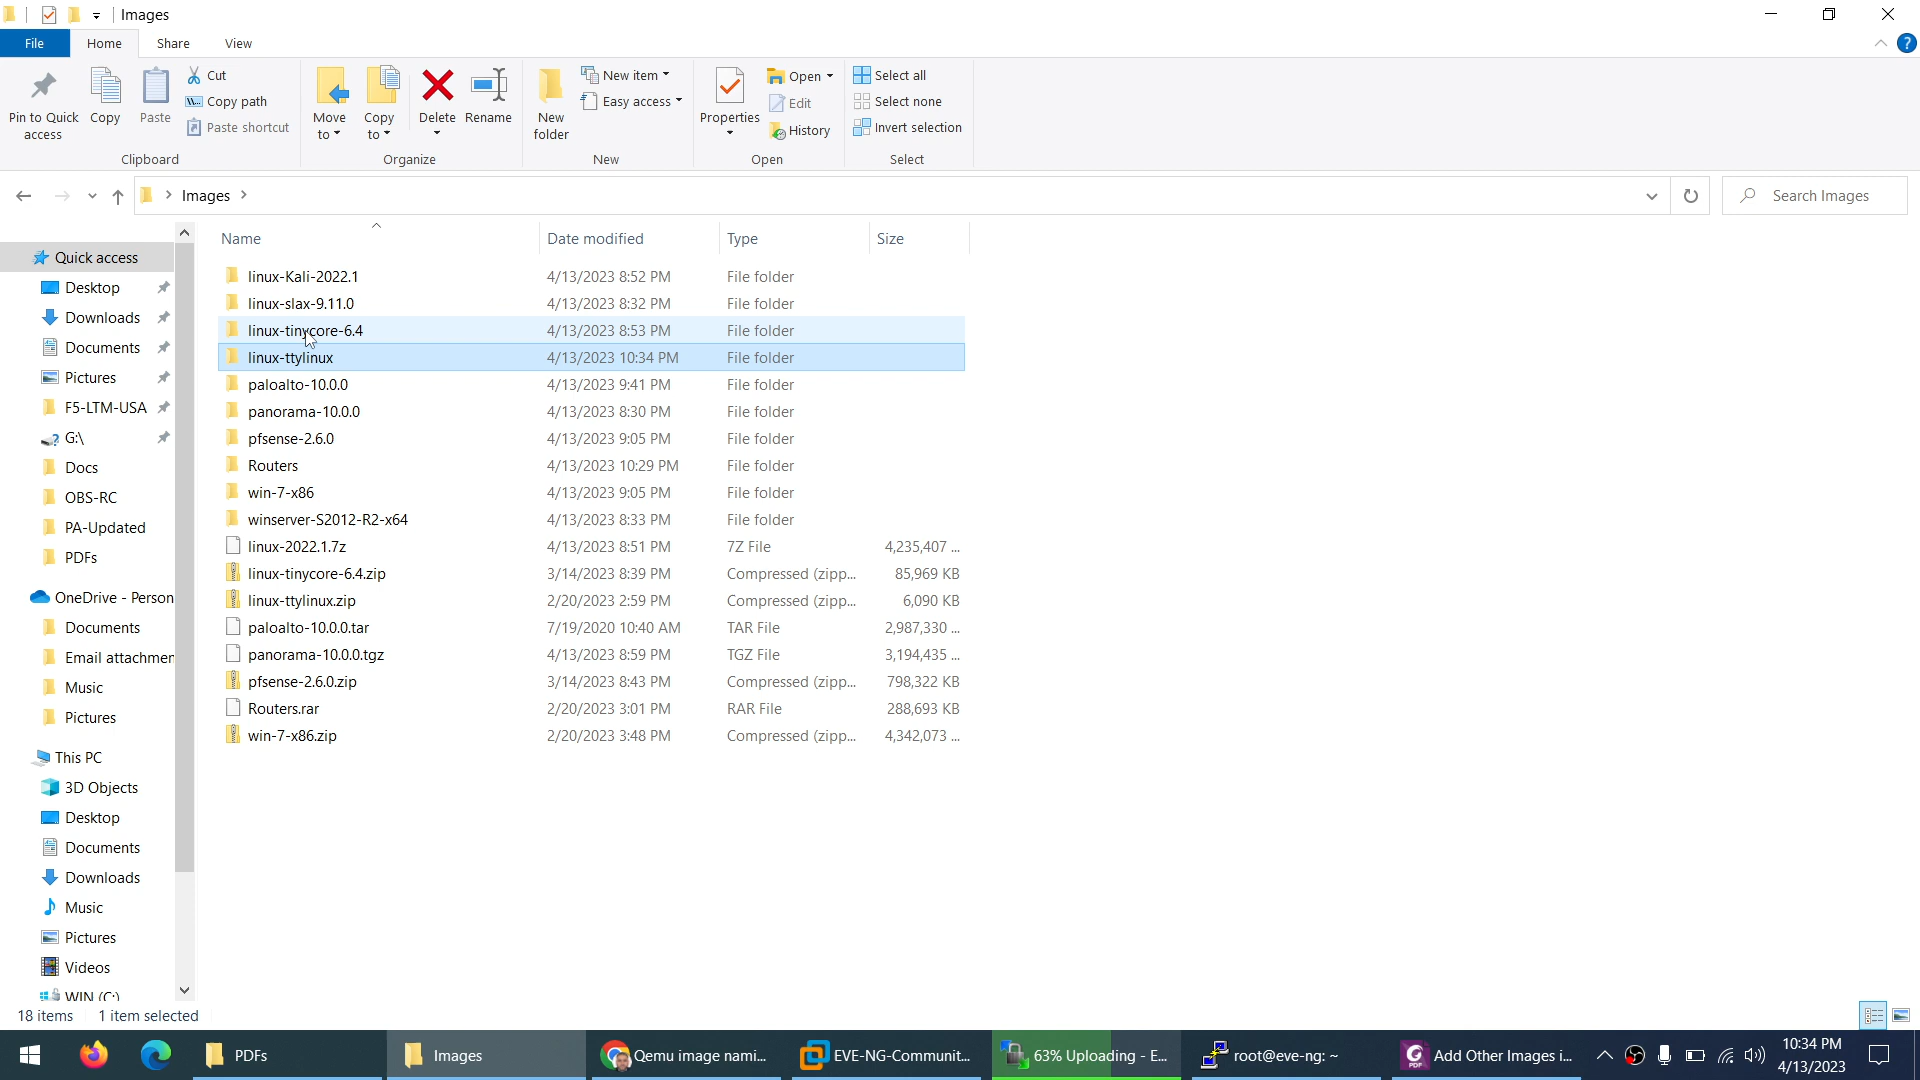 Images
File Home Share View
Pin to Quick access
Copy
Paste
Cut
Copy path
Paste shortcut
Clipboard
Move to
Copy to
Delete
Rename
Organize
New folder
New item
Easy access
New
Properties
Open
Edit
History
Open
Select all
Select none
Invert selection
Select
Images
Search Images
Name Date modified Type Size
linux-Kali-2022.1 4/13/2023 8:52 PM File folder
linux-slax-9.11.0 4/13/2023 8:32 PM File folder
linux-tinycore-6.4 4/13/2023 8:53 PM File folder
linux-ttylinux 4/13/2023 10:34 PM File folder
paloalto-10.0.0 4/13/2023 9:41 PM File folder
panorama-10.0.0 4/13/2023 8:30 PM File folder
pfsense-2.6.0 4/13/2023 9:05 PM File folder
Routers 4/13/2023 10:29 PM File folder
win-7-x86 4/13/2023 9:05 PM File folder
winserver-S2012-R2-x64 4/13/2023 8:33 PM File folder
linux-2022.1.7z 4/13/2023 8:51 PM 7Z File 4,235,407 ...
linux-tinycore-6.4.zip 3/14/2023 8:39 PM Compressed (zipp... 85,969 KB
linux-ttylinux.zip 2/20/2023 2:59 PM Compressed (zipp... 6,090 KB
paloalto-10.0.0.tar 7/19/2020 10:40 AM TAR File 2,987,330 ...
panorama-10.0.0.tgz 4/13/2023 8:59 PM TGZ File 3,194,435 ...
pfsense-2.6.0.zip 3/14/2023 8:43 PM Compressed (zipp... 798,322 KB
Routers.rar 2/20/2023 3:01 PM RAR File 288,693 KB
win-7-x86.zip 2/20/2023 3:48 PM Compressed (zipp... 4,342,073 ...
Quick access
Desktop
Downloads
Documents
Pictures
F5-LTM-USA
G:\
Docs
OBS-RC
PA-Updated
PDFs
OneDrive - Person
Documents
Email attachmen
Music
Pictures
This PC
3D Objects
Desktop
Documents
Downloads
Music
Pictures
Videos
WIN (C:)
18 items 1 item selected
PDFs
Images
Qemu image nami...
EVE-NG-Communit...
63% Uploading - E...
root@eve-ng: ~
PDF
Add Other Images i...
10:34 PM
4/13/2023